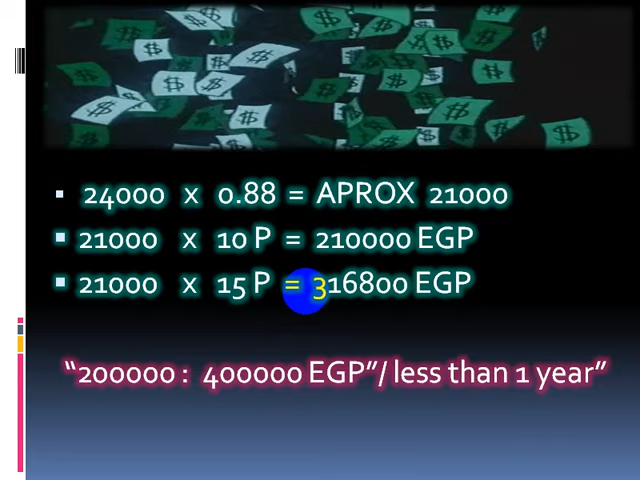 24000 x 0.88 = APROX 21000
21000 x 10 P = 210000 EGP
21000 x 15 P = 316800 EGP
“200000 : 400000 EGP”/ less than 1 year”